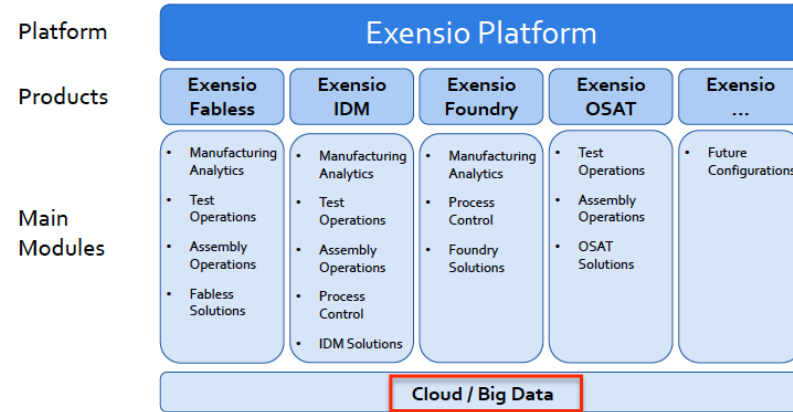 Platform
Exensio Platform
Products
Exensio
Fabless
Exensio
IDM
Exensio
Foundry
Exensio
OSAT
Exensio
...
Main
Modules
• Manufacturing
Analytics
• Test
Operations
• Assembly
Operations
• Fabless
Solutions
• Manufacturing
Analytics
• Test
Operations
• Assembly
Operations
• Process
Control
• IDM Solutions
• Manufacturing
Analytics
• Process
Control
• Foundry
Solutions
• Test
Operations
• Assembly
Operations
• OSAT
Solutions
• Future
Configurations
Cloud / Big Data